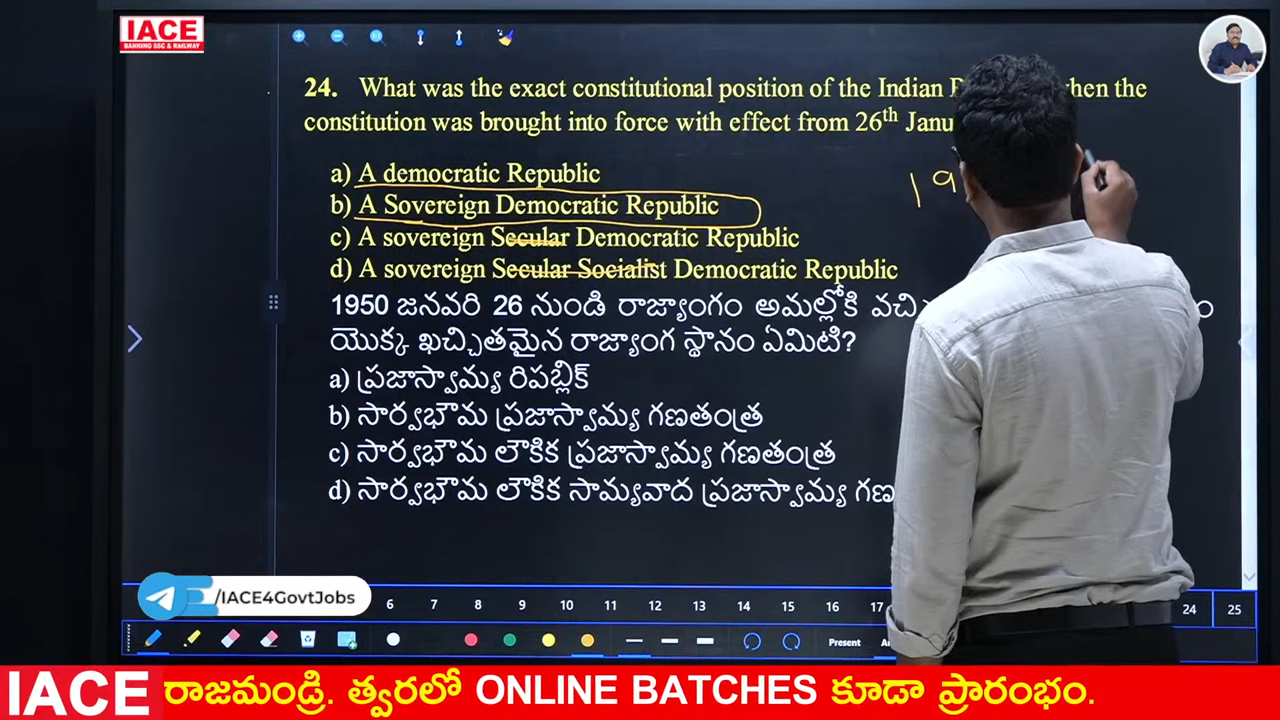 IACE
BANKING SSC & RAILWAY
24. What was the exact constitutional position of the Indian when the
constitution was brought into force with effect from 26th
a) A democratic Republic
b) A Sovereign Democratic Republic
c) A sovereign Secular Democratic Republic
d) A sovereign Secular Socialist Democratic Republic
1950 జనవరి 26 నుండి రాజ్యాంగం అమల్లోకి
యొక్క ఖచ్చితమైన రాజ్యాంగ స్థానం ఏమిటి?
a) ప్రజాస్వామ్య రిపబ్లిక్
b) సార్వభౌమ ప్రజాస్వామ్య గణతంత్ర
c) సార్వభౌమ లౌకిక ప్రజాస్వామ్య గణతంత్ర
d) సార్వభౌమ లౌకిక సామ్యవాద ప్రజాస్వామ్య
19
/IACE4GovtJobs
6 7 8 9 10 11 12 13 14 15 16 17 24 25
Present
IACE రాజమండ్రి. త్వరలో ONLINE BATCHES కూడా ప్రారంభం.